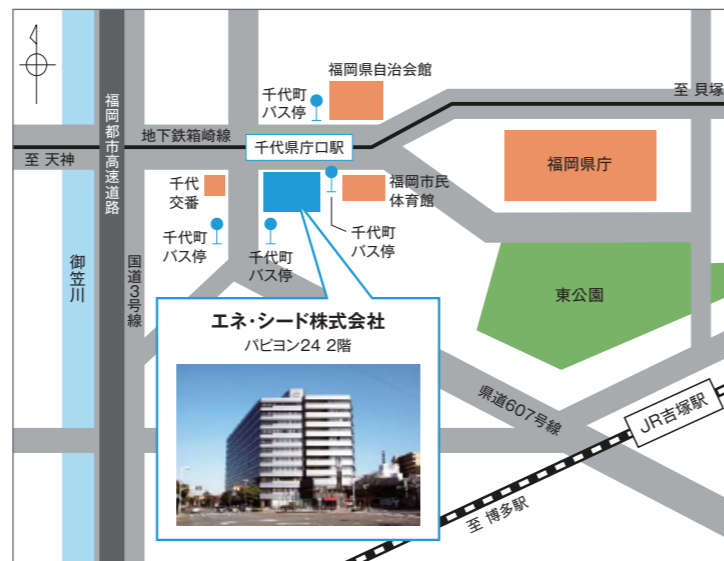 福岡県自治会館
千代町
バス停
至 貝塚
福岡都市高速道路
地下鉄箱崎線
千代県庁口駅
至 天神
福岡県庁
千代
交番
福岡市民
体育館
千代町
バス停
千代町
バス停
千代町
バス停
御笠川
国道3号線
東公園
エネ・シード株式会社
パピヨン24 2階
県道607号線
JR吉塚駅
至 博多駅